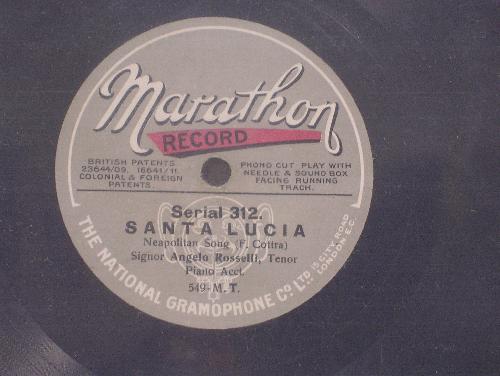 Marathon
RECORD
BRITISH PATENTS
23644/09. 16641/11.
COLONIAL & FOREIGN
PATENTS.
PHONO CUT PLAY WITH
NEEDLE & SOUND BOX
FACING RUNNING
TRACK.
Serial 312.
SANTA LUCIA
Neapolitan Song (F. Cottra)
Signor Angelo Rosselli, Tenor
Piano Acct.
549-M.T.
THE NATIONAL GRAMOPHONE CO. LTD
CITY ROAD
LONDON E.C.